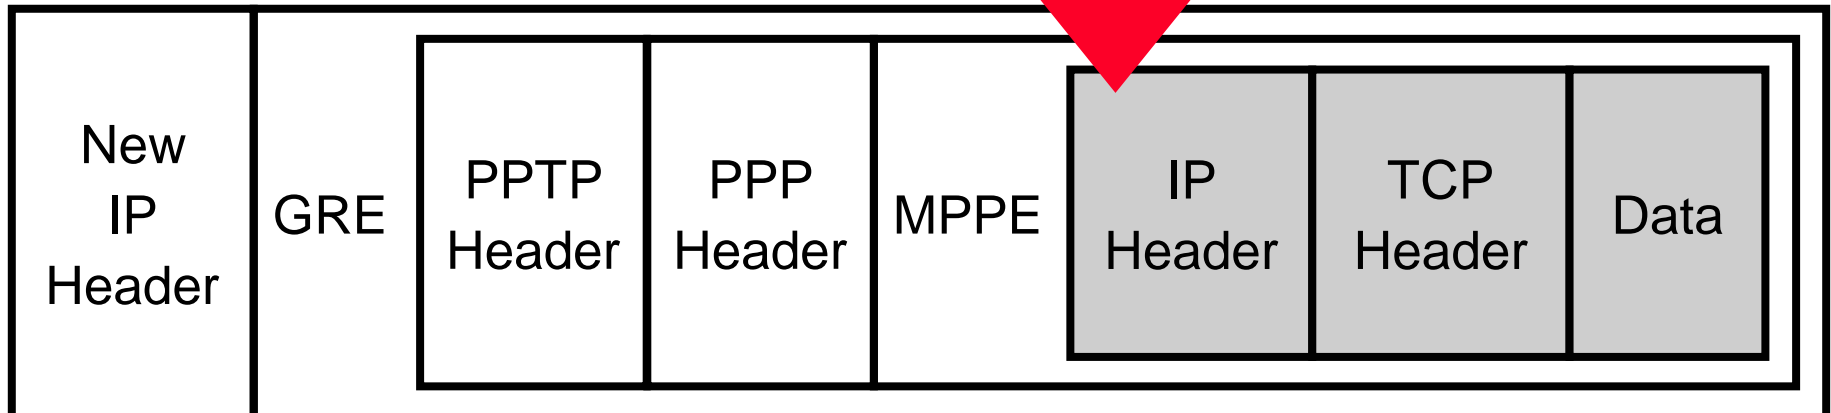 New
IP
Header
GRE
PPTP
Header
PPP
Header
MPPE
IP
Header
TCP
Header
Data